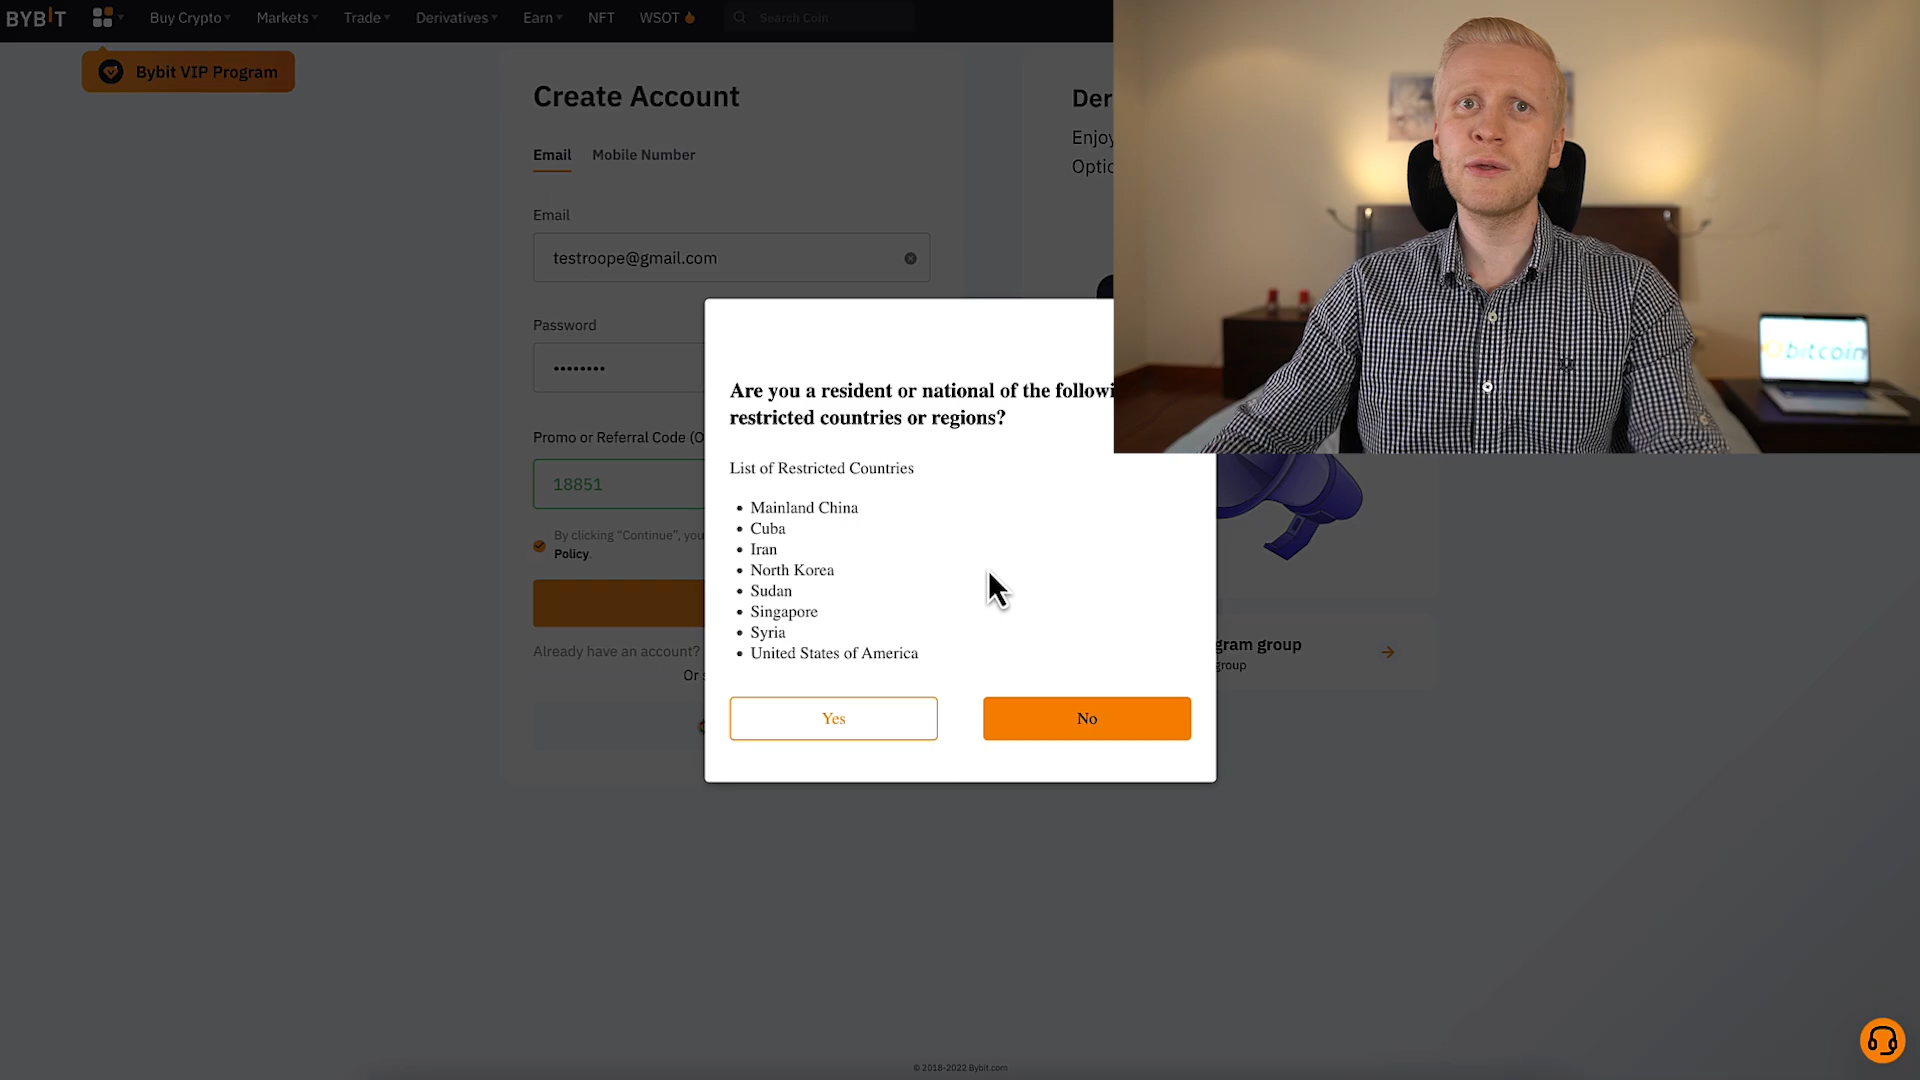 BYBIT
Buy Crypto
Markets
Trade
Derivatives
Earn
NFT
WSOT
Search Coin
Bybit VIP Program
Create Account
Email
Mobile Number
Email
testroope@gmail.com
Password
Promo or Referral Code (O
18851
By clicking “Continue”, you
Policy.
Already have an account?
Or
Der
Enjoy
Optio
Are you a resident or national of the followi
restricted countries or regions?
List of Restricted Countries
• Mainland China
• Cuba
• Iran
• North Korea
• Sudan
• Singapore
• Syria
• United States of America
Yes
No
gram group
group
bitcoin
© 2018-2022 Bybit.com